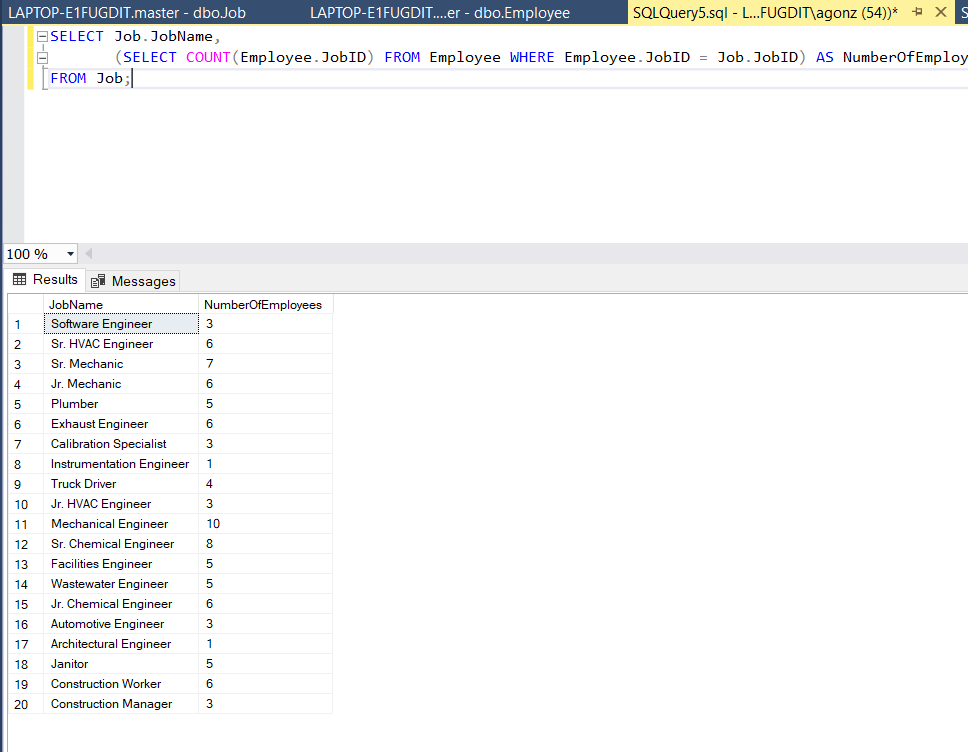 LAPTOP-E1FUGDIT.master - dbo.Job LAPTOP-E1FUGDIT....er - dbo.Employee SQLQuery5.sql - L...FUGDIT\agonz (54))* S
SELECT Job.JobName,
(SELECT COUNT(Employee.JobID) FROM Employee WHERE Employee.JobID = Job.JobID) AS NumberOfEmploy
FROM Job;
100 %
Results Messages
JobName NumberOfEmployees
1 Software Engineer 3
2 Sr. HVAC Engineer 6
3 Sr. Mechanic 7
4 Jr. Mechanic 6
5 Plumber 5
6 Exhaust Engineer 6
7 Calibration Specialist 3
8 Instrumentation Engineer 1
9 Truck Driver 4
10 Jr. HVAC Engineer 3
11 Mechanical Engineer 10
12 Sr. Chemical Engineer 8
13 Facilities Engineer 5
14 Wastewater Engineer 5
15 Jr. Chemical Engineer 6
16 Automotive Engineer 3
17 Architectural Engineer 1
18 Janitor 5
19 Construction Worker 6
20 Construction Manager 3